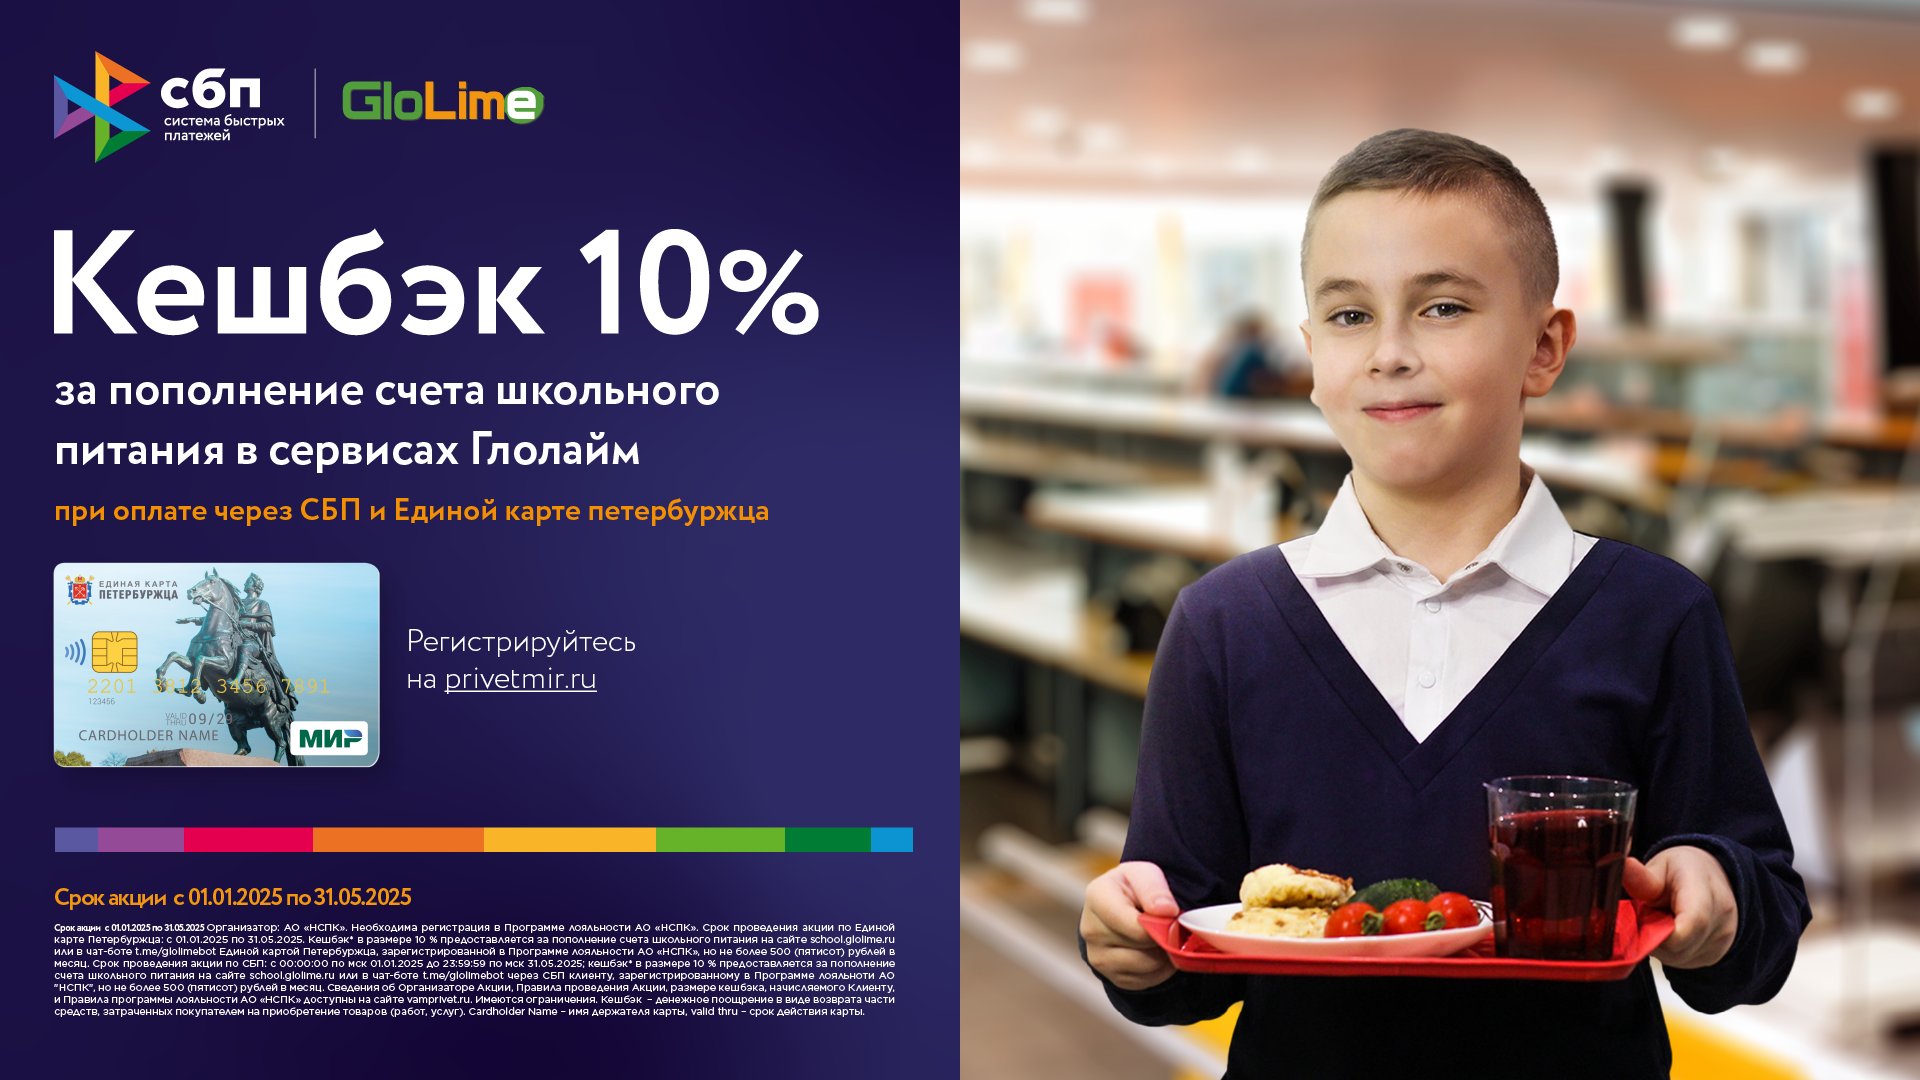 сбп
система быстрых
платежей
GloLime
Кешбэк 10%
за пополнение счета школьного
питания в сервисах Глолайм
при оплате через СБП и Единой карте петербуржца
ЕДИНАЯ КАРТА
ПЕТЕРБУРЖЦА
2201 3812 3456 7891
123456
VALID
THRU 09/29
CARDHOLDER NAME
МИР
Регистрируйтесь
на privetmir.ru
Срок акции с 01.01.2025 по 31.05.2025
Срок акции с 01.01.2025 по 31.05.2025 Организатор: АО «НСПК». Необходима регистрация в Программе лояльности АО «НСПК». Срок проведения акции по Единой
карте Петербуржца: с 01.01.2025 по 31.05.2025. Кешбэк* в размере 10 % предоставляется за пополнение счета школьного питания на сайте school.glolime.ru
или в чат-боте t.me/glolimebot Единой картой Петербуржца, зарегистрированной в Программе лояльности АО «НСПК», но не более 500 (пятисот) рублей в
месяц. Срок проведения акции по СБП: с 00:00:00 по мск 01.01.2025 до 23:59:59 по мск 31.05.2025; кешбэк* в размере 10 % предоставляется за пополнение
счета школьного питания на сайте school.glolime.ru или в чат-боте t.me/glolimebot через СБП клиенту, зарегистрированному в Программе лояльноти АО
"НСПК", но не более 500 (пятисот) рублей в месяц. Сведения об Организаторе Акции, Правила проведения Акции, размере кешбэка, начисляемого Клиенту,
и Правила программы лояльности АО «НСПК» доступны на сайте vamprivet.ru. Имеются ограничения. Кешбэк – денежное поощрение в виде возврата части
средств, затраченных покупателем на приобретение товаров (работ, услуг). Cardholder Name – имя держателя карты, valid thru – срок действия карты.